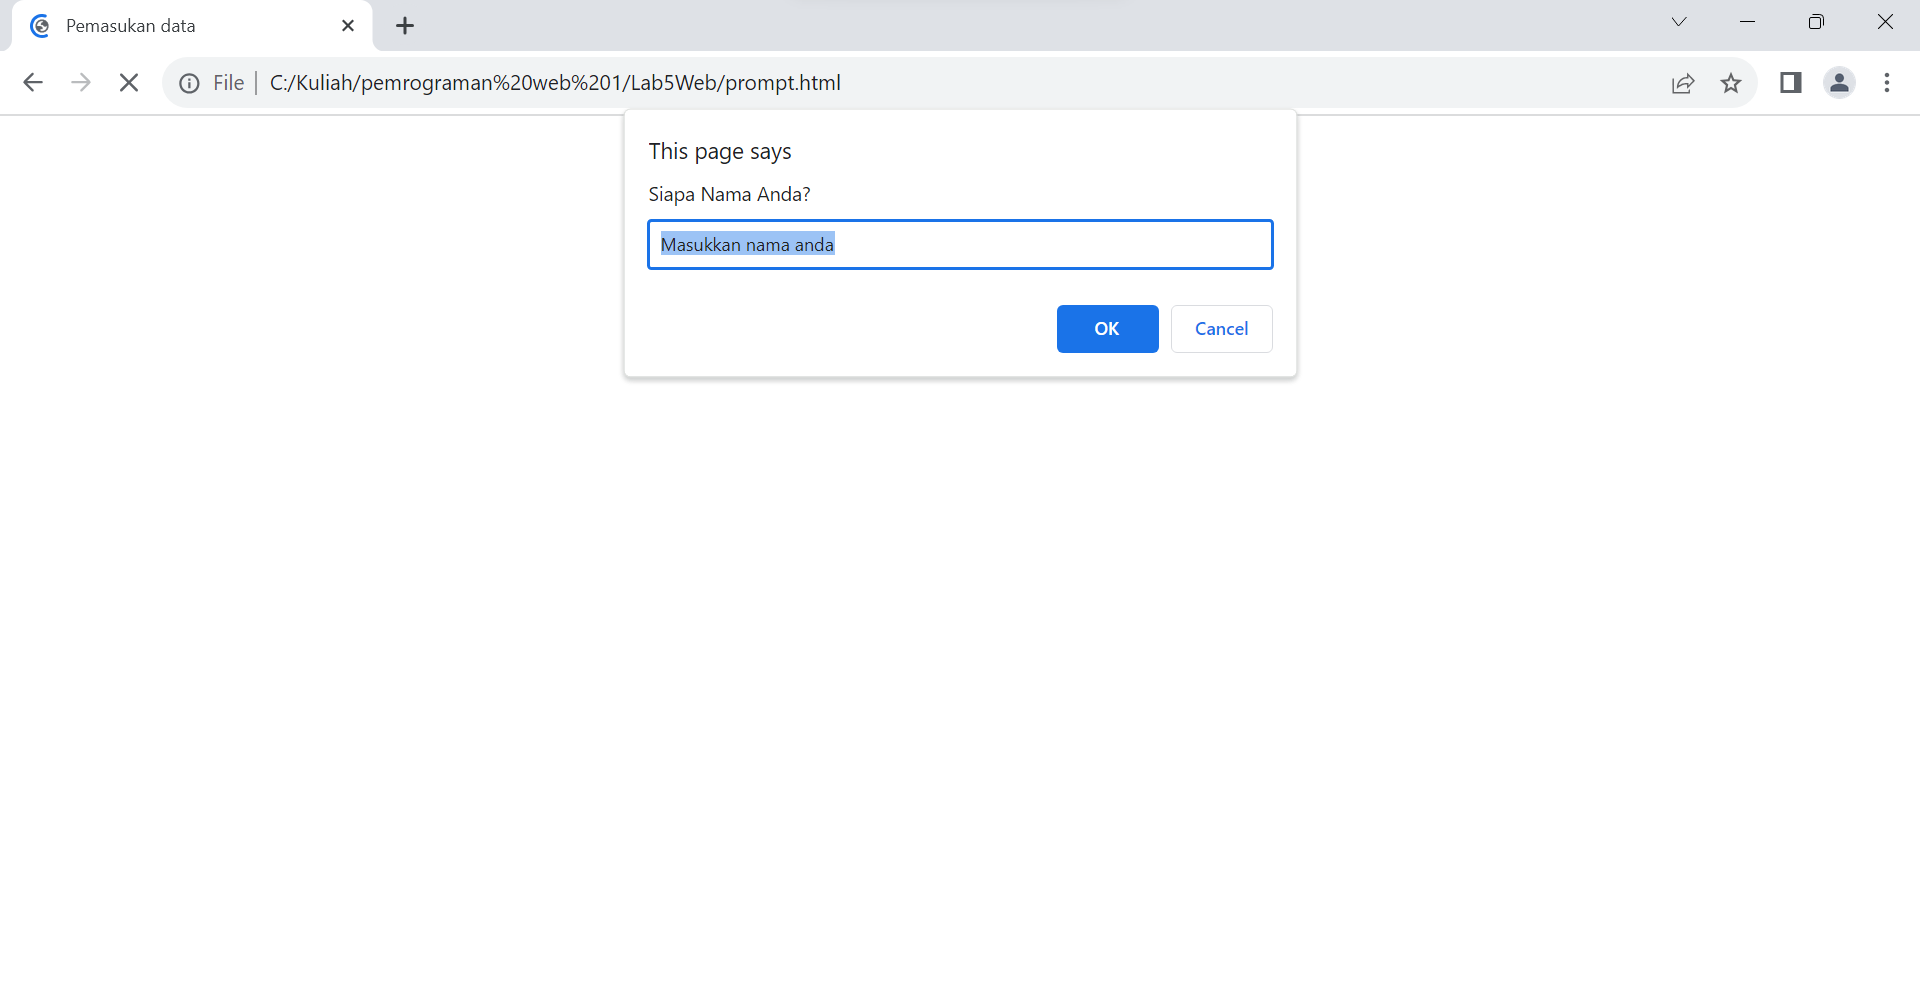 Pemasukan data
File
C:/Kuliah/pemrograman%20web%201/Lab5Web/prompt.html
This page says
Siapa Nama Anda?
Masukkan nama anda
OK
Cancel